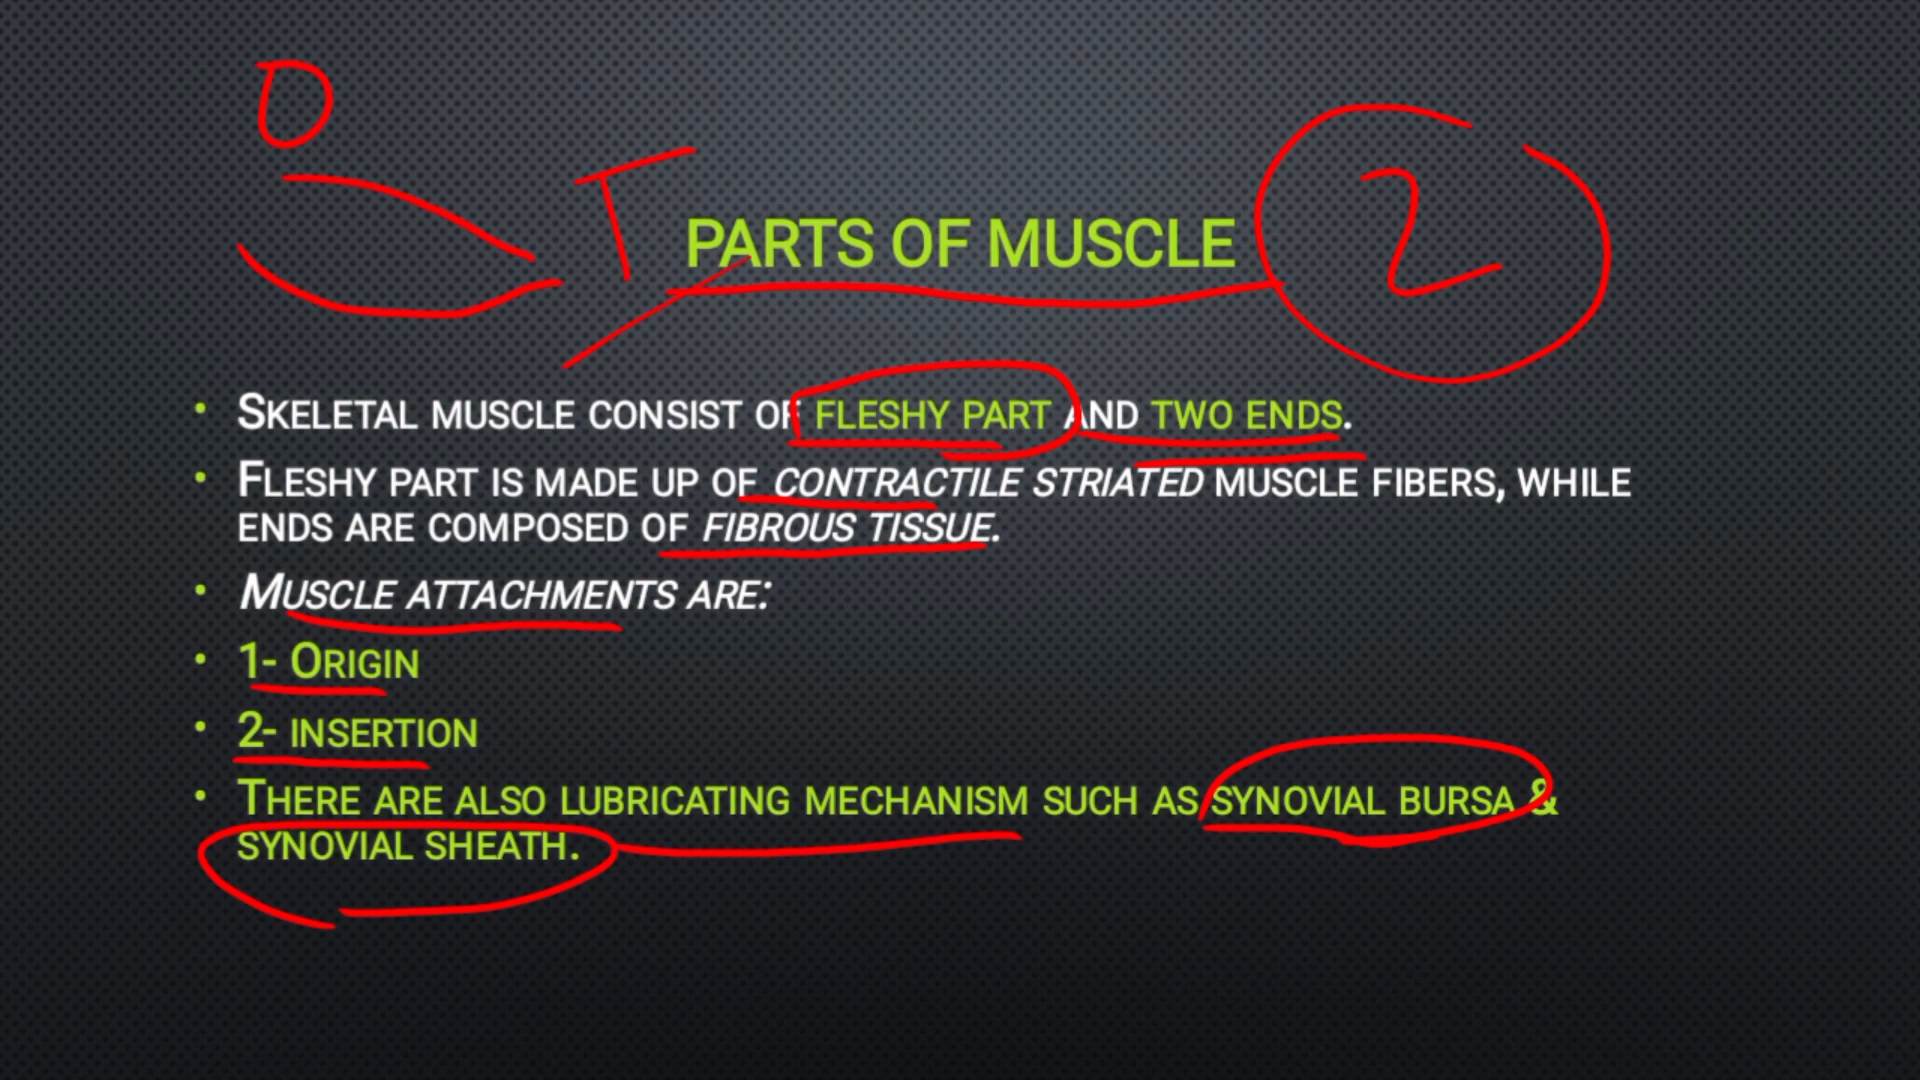 O
T
PARTS OF MUSCLE
2
• SKELETAL MUSCLE CONSIST OF FLESHY PART AND TWO ENDS.
• FLESHY PART IS MADE UP OF CONTRACTILE STRIATED MUSCLE FIBERS, WHILE
ENDS ARE COMPOSED OF FIBROUS TISSUE.
• MUSCLE ATTACHMENTS ARE:
• 1- ORIGIN
• 2- INSERTION
• THERE ARE ALSO LUBRICATING MECHANISM SUCH AS SYNOVIAL BURSA &
SYNOVIAL SHEATH.